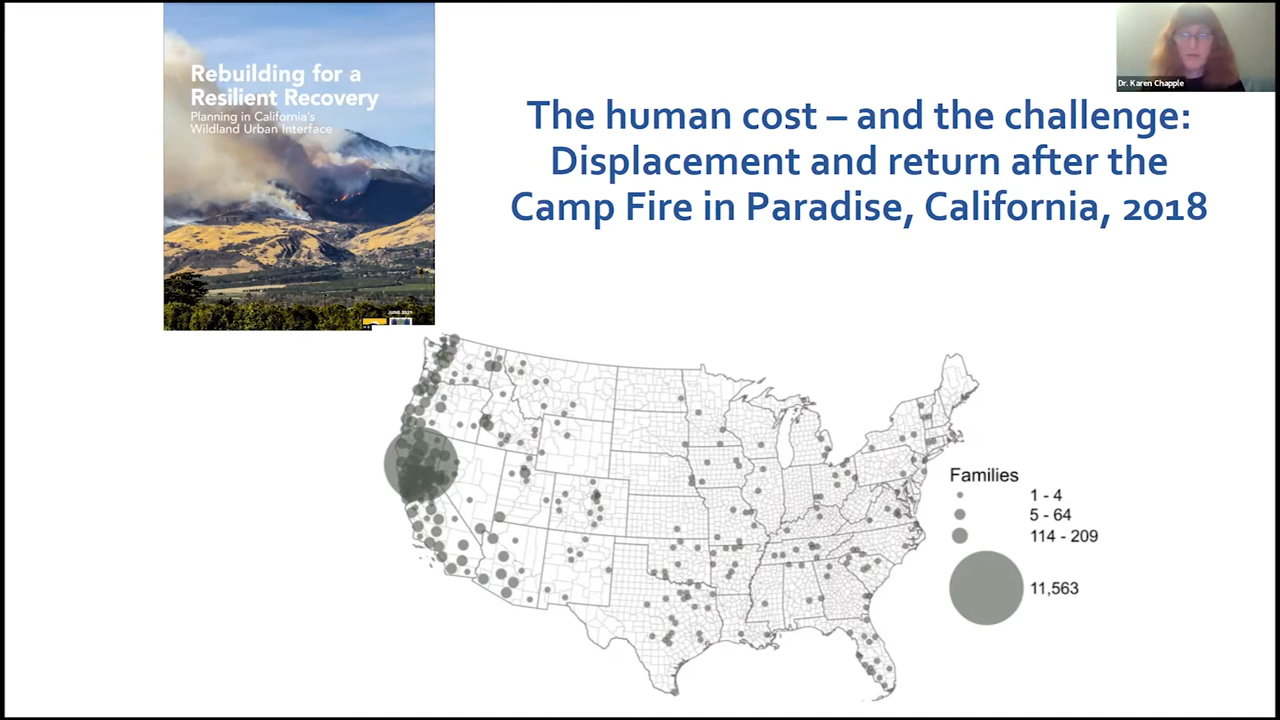 Rebuilding for a
Resilient Recovery
Planning in California's
Wildland Urban Interface
JUNE 2021
Dr. Karen Chapple
The human cost – and the challenge:
Displacement and return after the
Camp Fire in Paradise, California, 2018
Families
1 - 4
5 - 64
114 - 209
11,563